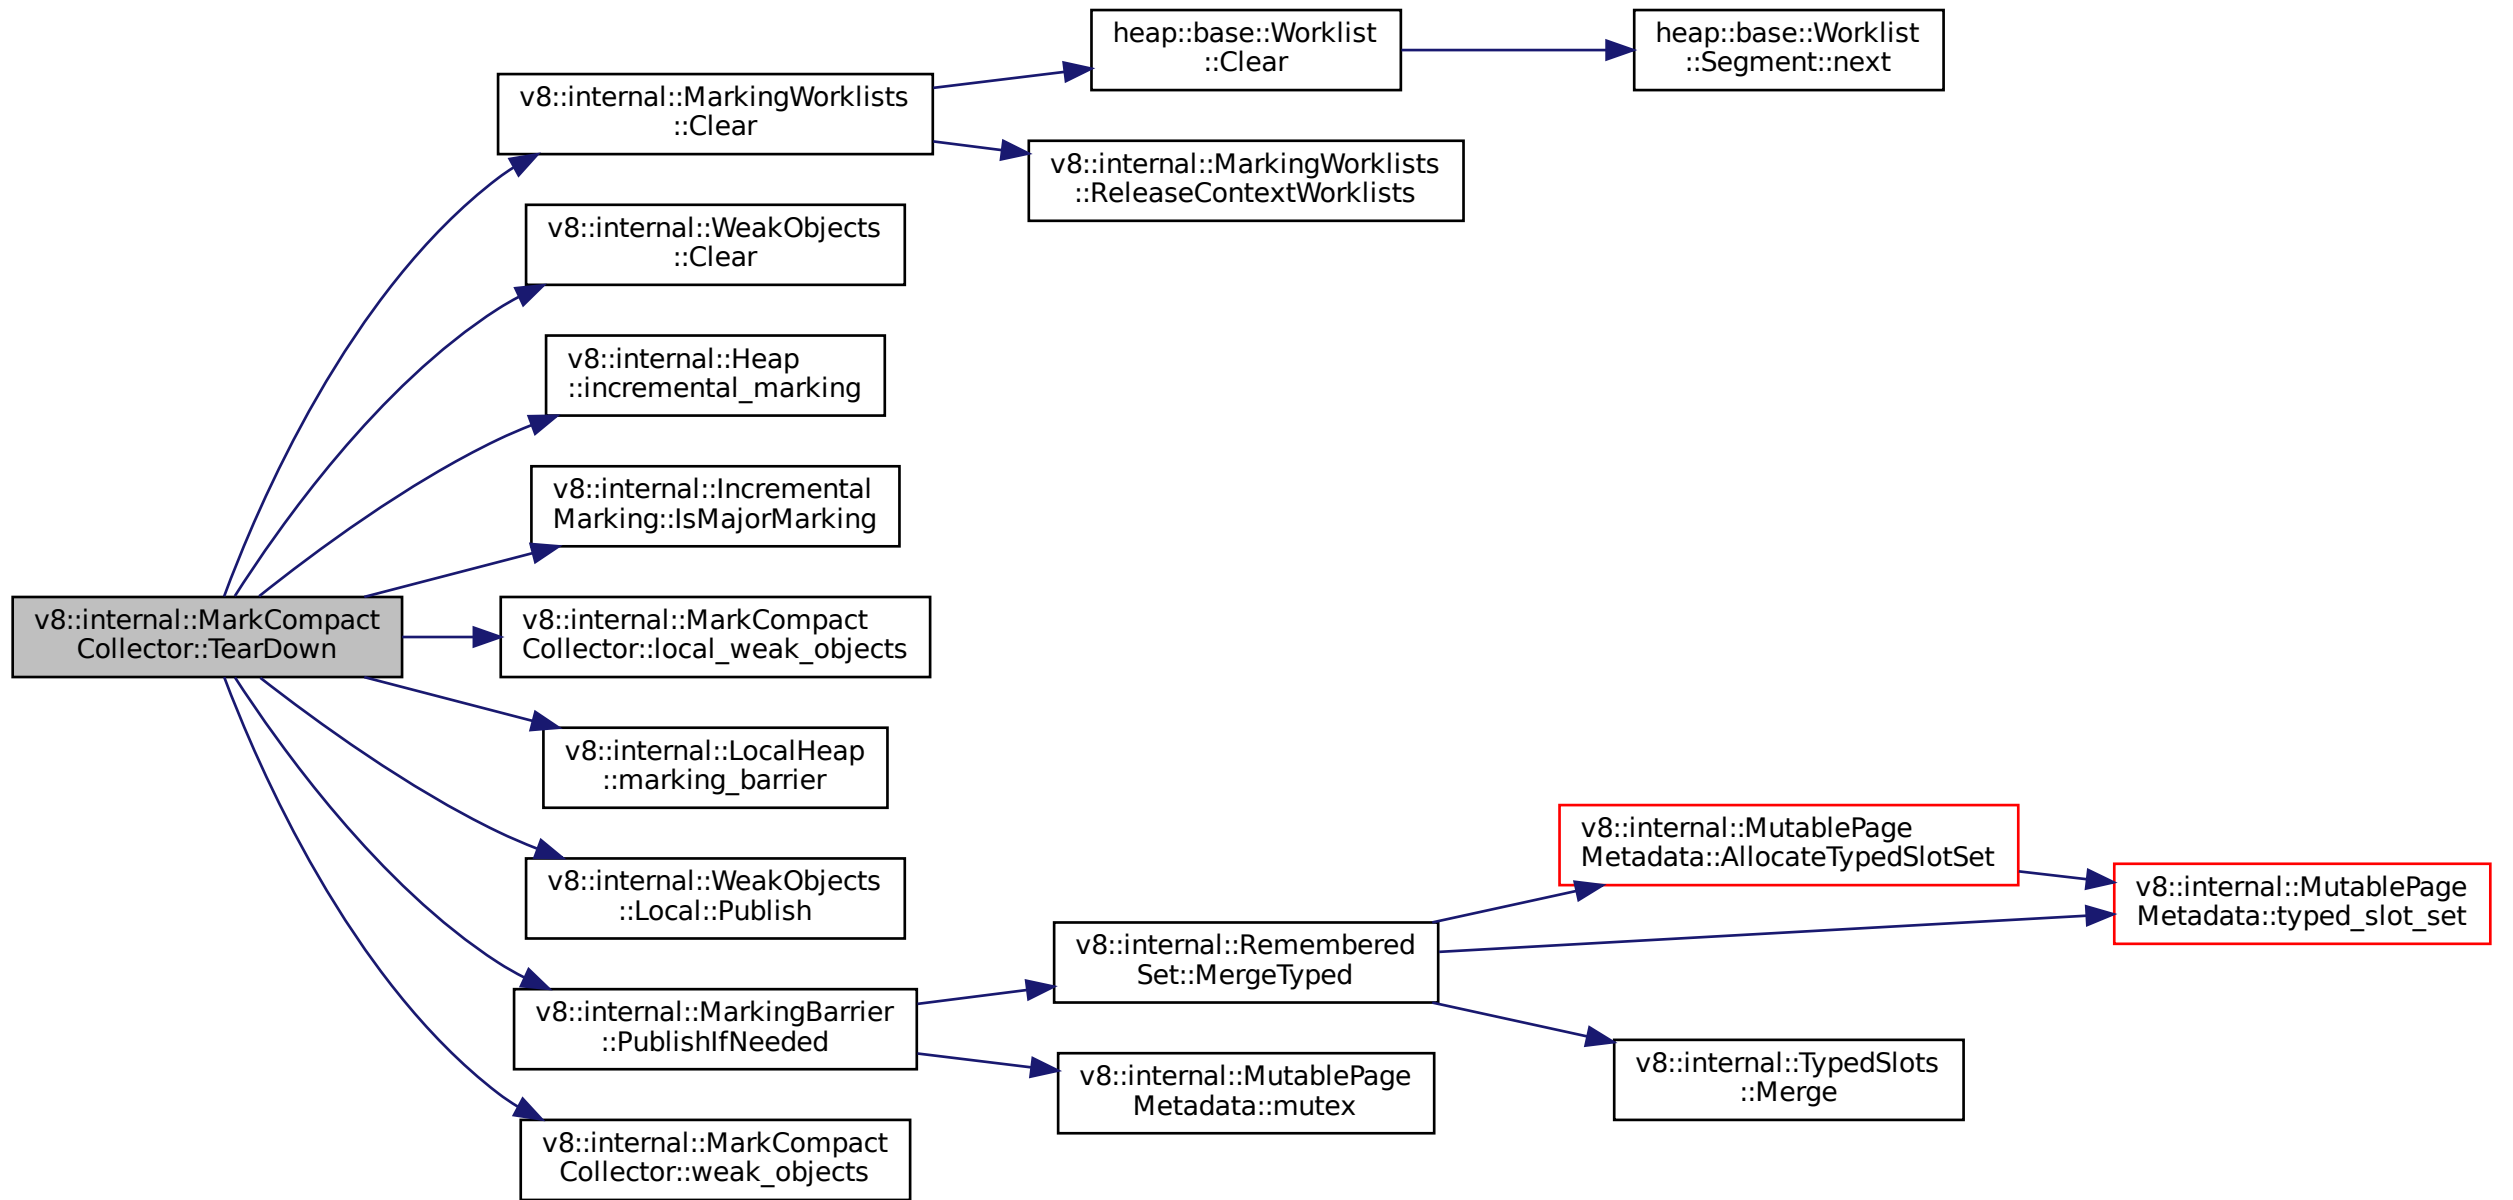 v8::internal::MarkCompact
Collector::TearDown
v8::internal::MarkingWorklists
::Clear
heap::base::Worklist
::Clear
heap::base::Worklist
::Segment::next
v8::internal::MarkingWorklists
::ReleaseContextWorklists
v8::internal::WeakObjects
::Clear
v8::internal::Heap
::incremental_marking
v8::internal::Incremental
Marking::IsMajorMarking
v8::internal::MarkCompact
Collector::local_weak_objects
v8::internal::LocalHeap
::marking_barrier
v8::internal::WeakObjects
::Local::Publish
v8::internal::MarkingBarrier
::PublishIfNeeded
v8::internal::Remembered
Set::MergeTyped
v8::internal::MutablePage
Metadata::AllocateTypedSlotSet
v8::internal::MutablePage
Metadata::typed_slot_set
v8::internal::TypedSlots
::Merge
v8::internal::MutablePage
Metadata::mutex
v8::internal::MarkCompact
Collector::weak_objects